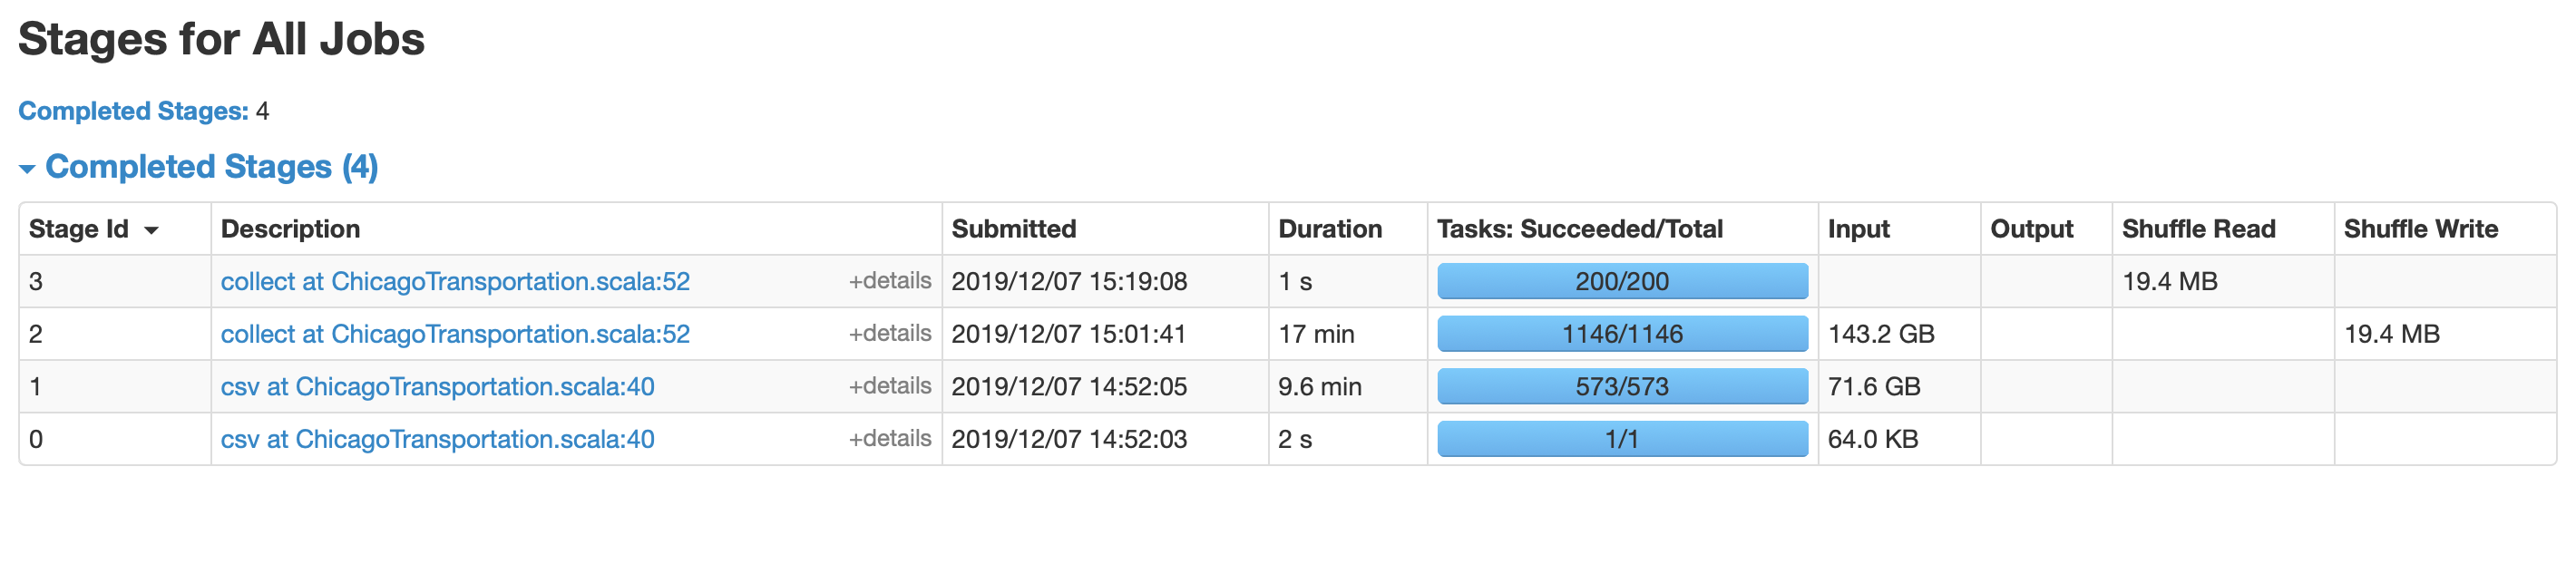 Stages for All Jobs
Completed Stages: 4
Completed Stages (4)
Stage Id Description Submitted Duration Tasks: Succeeded/Total Input Output Shuffle Read Shuffle Write
3 collect at ChicagoTransportation.scala:52 +details 2019/12/07 15:19:08 1 s 200/200 19.4 MB
2 collect at ChicagoTransportation.scala:52 +details 2019/12/07 15:01:41 17 min 1146/1146 143.2 GB 19.4 MB
1 csv at ChicagoTransportation.scala:40 +details 2019/12/07 14:52:05 9.6 min 573/573 71.6 GB
0 csv at ChicagoTransportation.scala:40 +details 2019/12/07 14:52:03 2 s 1/1 64.0 KB